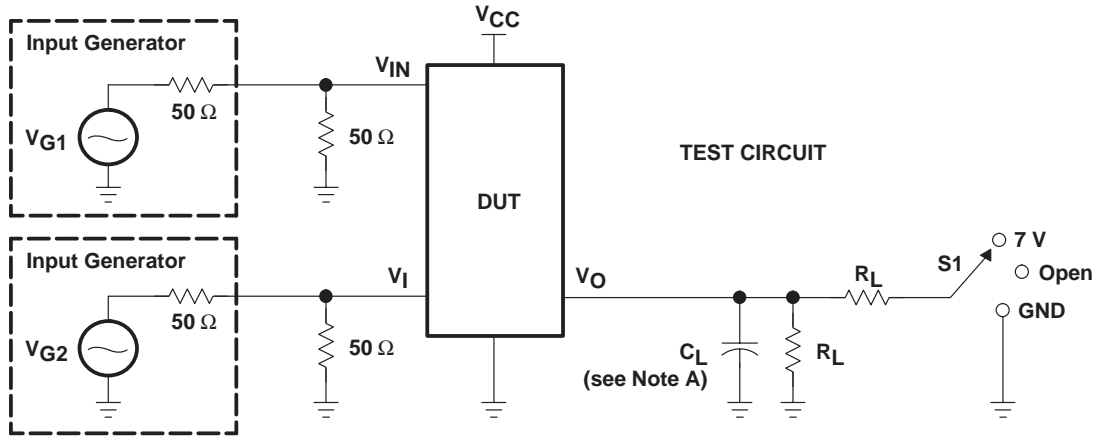 VCC
Input Generator
VIN
50 Ω
VG1
50 Ω
TEST CIRCUIT
DUT
Input Generator
VI
VO
50 Ω
VG2
50 Ω
CL
(see Note A)
RL
RL
S1
7 V
Open
GND